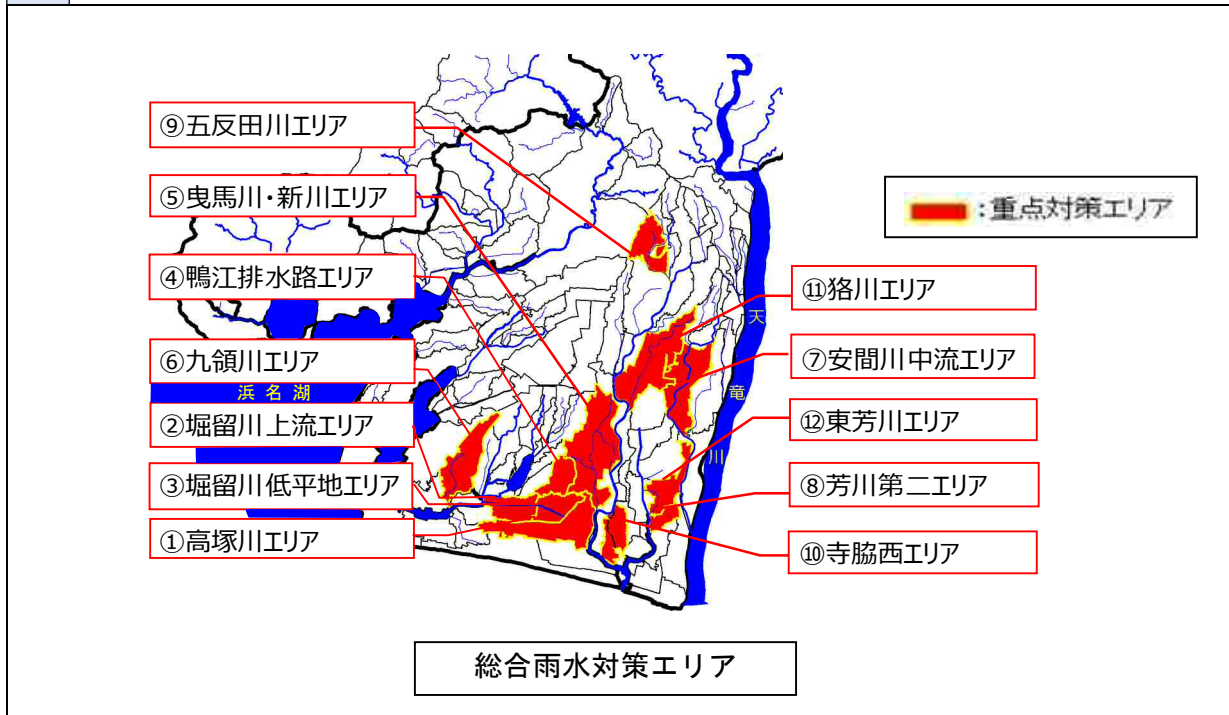 ⑨五反田川エリア
⑤曳馬川・新川エリア
④鴨江排水路エリア
⑥九領川エリア
②堀留川上流エリア
③堀留川低平地エリア
①高塚川エリア
浜名湖
:重点対策エリア
⑪狢川エリア
⑦安間川中流エリア
⑫東芳川エリア
⑧芳川第二エリア
⑩寺脇西エリア
天
竜
川
総合雨水対策エリア